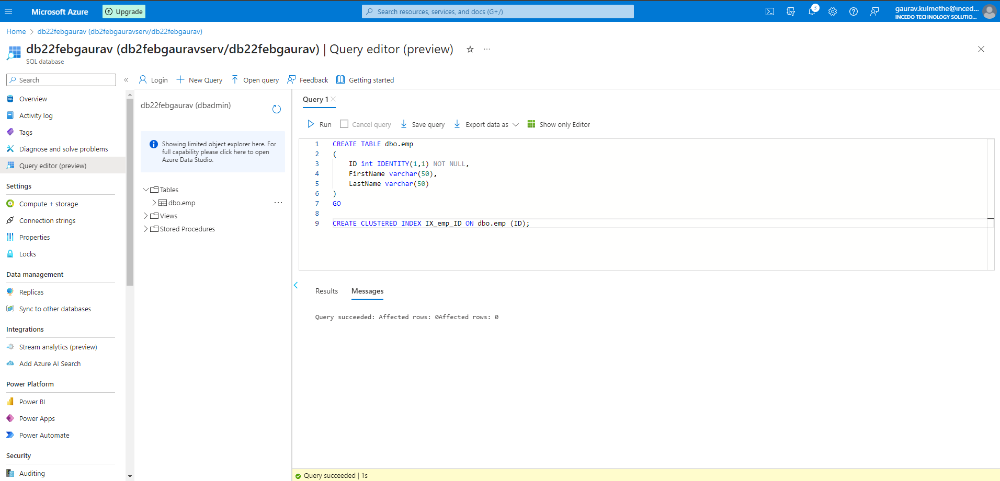 Microsoft Azure
Upgrade
Search resources, services, and docs (G+/)
3
gaurav.kulmethe@inced...
INCEDO TECHNOLOGY SOLUTIO...
Home > db22febgaurav (db2febgauravserv/db22febgaurav)
db22febgaurav (db2febgauravserv/db22febgaurav) | Query editor (preview)
SQL database
Search
Login
New Query
Open query
Feedback
Getting started
Overview
Activity log
Tags
Diagnose and solve problems
Query editor (preview)
Settings
Compute + storage
Connection strings
Properties
Locks
Data management
Replicas
Sync to other databases
Integrations
Stream analytics (preview)
Add Azure AI Search
Power Platform
Power BI
Power Apps
Power Automate
Security
Auditing
db22febgaurav (dbadmin)
Showing limited object explorer here. For
full capability please click here to open
Azure Data Studio.
Tables
dbo.emp
Views
Stored Procedures
Query 1
Run
Cancel query
Save query
Export data as
Show only Editor
1 CREATE TABLE dbo.emp
2 (
3 ID int IDENTITY(1,1) NOT NULL,
4 FirstName varchar(50),
5 LastName varchar(50)
6 )
7 GO
8
9 CREATE CLUSTERED INDEX IX_emp_ID ON dbo.emp (ID);
Results
Messages
Query succeeded: Affected rows: 0Affected rows: 0
Query succeeded | 1s